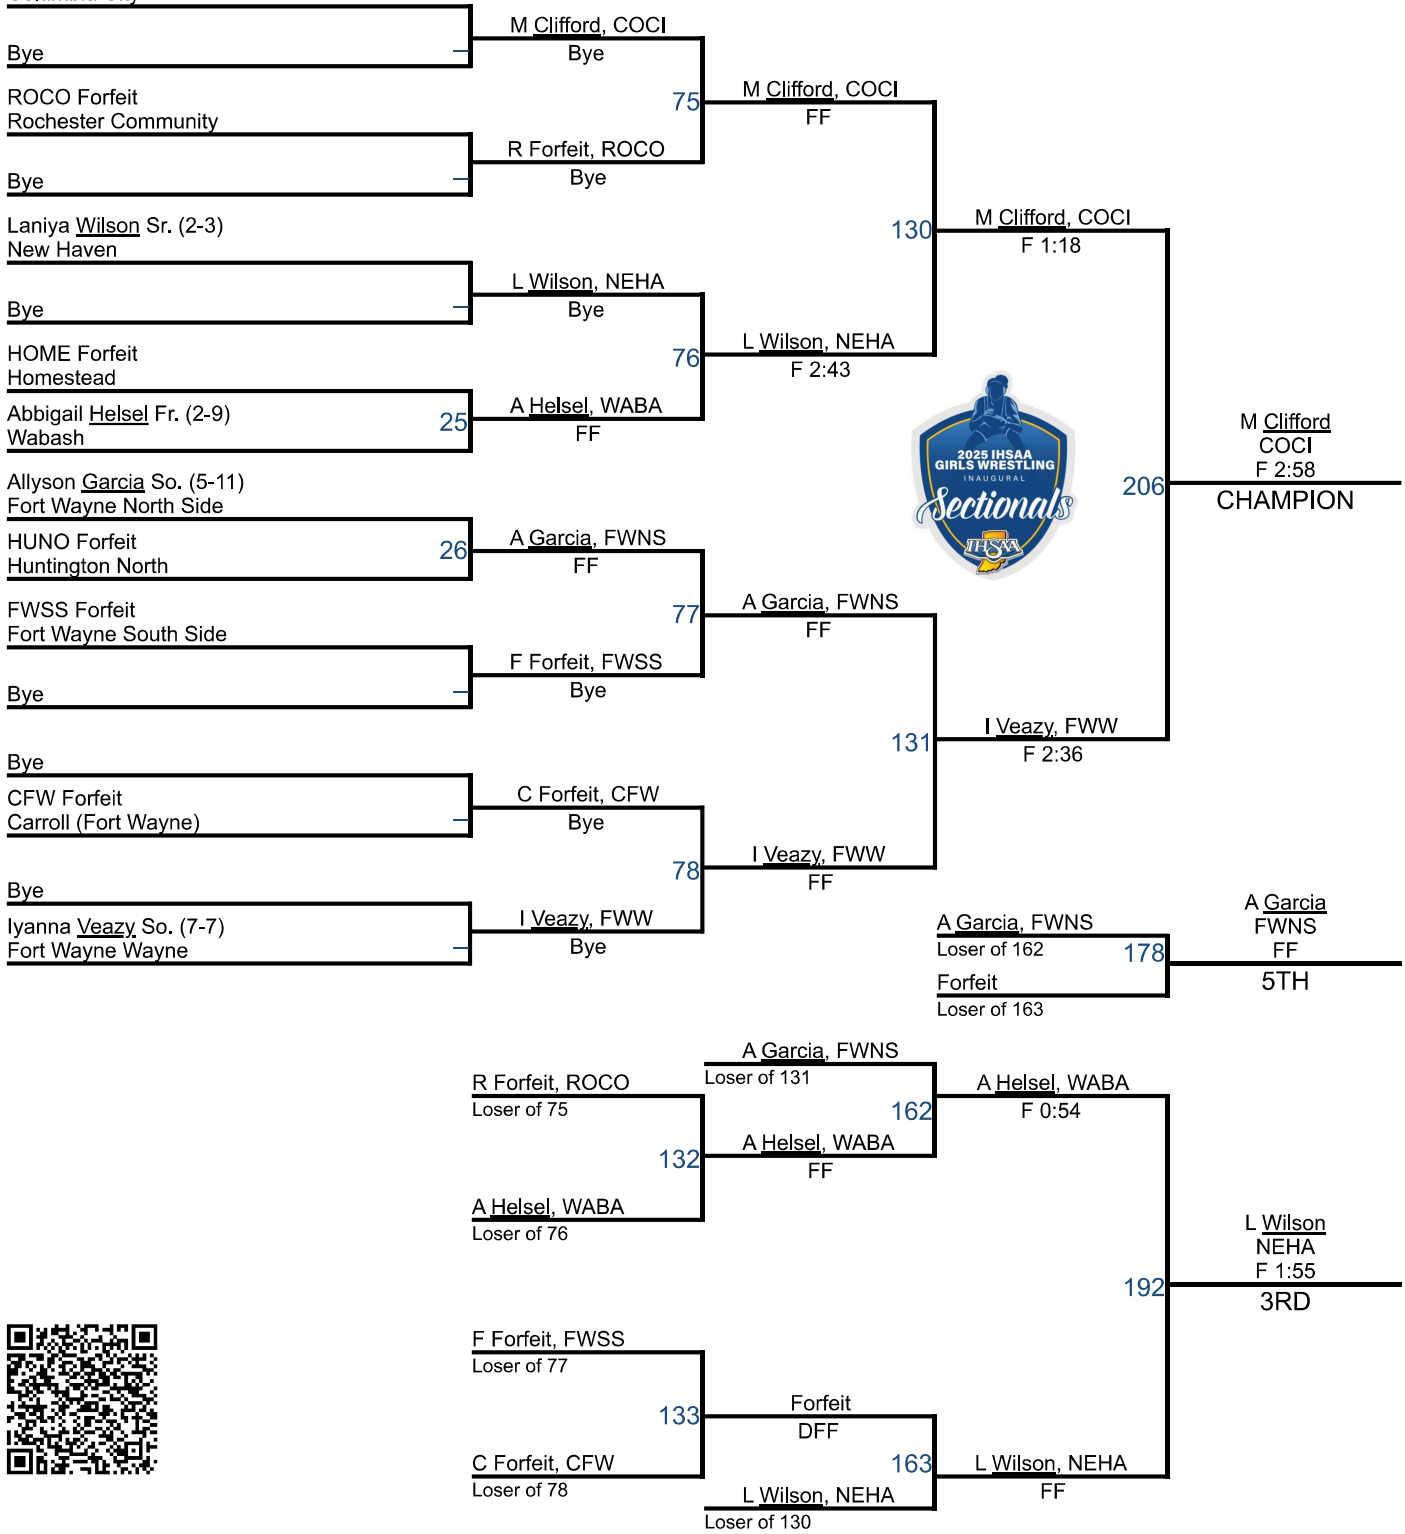 Bye
ROCO Forfeit
Rochester Community
Bye
Laniya Wilson Sr. (2-3)
New Haven
Bye
HOME Forfeit
Homestead
Abbigail Helsel Fr. (2-9)
Wabash
25
Allyson Garcia So. (5-11)
Fort Wayne North Side
HUNO Forfeit
Huntington North
26
FWSS Forfeit
Fort Wayne South Side
Bye
Bye
CFW Forfeit
Carroll (Fort Wayne)
Bye
Iyanna Veazy So. (7-7)
Fort Wayne Wayne
M Clifford, COCI
Bye
75
R Forfeit, ROCO
Bye
L Wilson, NEHA
Bye
76
A Helsel, WABA
FF
A Garcia, FWNS
FF
77
F Forfeit, FWSS
Bye
C Forfeit, CFW
Bye
78
I Veazy, FWW
Bye
M Clifford, COCI
FF
130
L Wilson, NEHA
F 2:43
A Garcia, FWNS
FF
131
I Veazy, FWW
FF
M Clifford, COCI
F 1:18
206
I Veazy, FWW
F 2:36
2025 IHSAA
GIRLS WRESTLING
INAUGURAL
Sectionals
IHSAA
M Clifford
COCI
F 2:58
CHAMPION
A Garcia, FWNS
Loser of 162
178
Forfeit
Loser of 163
A Garcia
FWNS
FF
5TH
R Forfeit, ROCO
Loser of 75
132
A Helsel, WABA
Loser of 76
F Forfeit, FWSS
Loser of 77
133
C Forfeit, CFW
Loser of 78
A Garcia, FWNS
Loser of 131
162
A Helsel, WABA
FF
Forfeit
DFF
163
L Wilson, NEHA
Loser of 130
A Helsel, WABA
F 0:54
192
L Wilson, NEHA
FF
L Wilson
NEHA
F 1:55
3RD